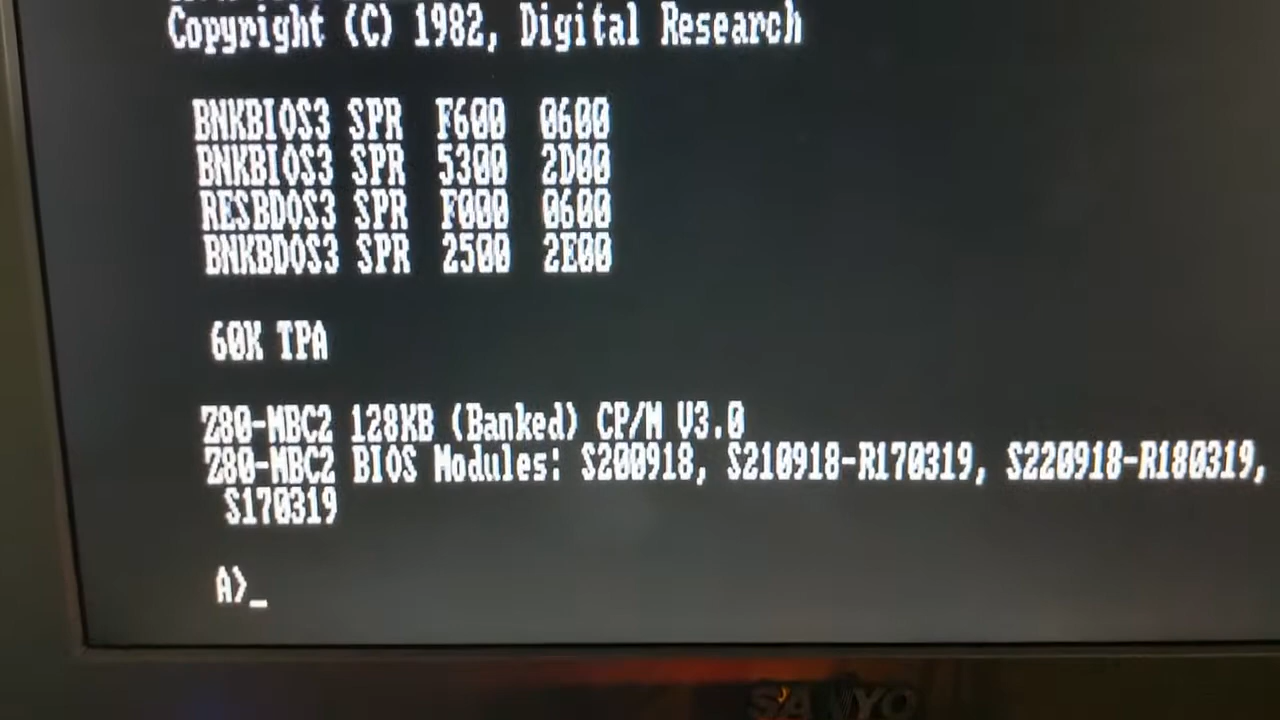 Copyright (C) 1982, Digital Research
BNKBIOS3 SPR F600 0600
BNKBIOS3 SPR 5300 2D00
RESBDOS3 SPR F000 0600
BNKBDOS3 SPR 2500 2E00
60K TPA
Z80-MBC2 128KB (Banked) CP/M V3.0
Z80-MBC2 BIOS Modules: S200918, S210918-R170319, S220918-R180319,
S170319
A>_
SANYO